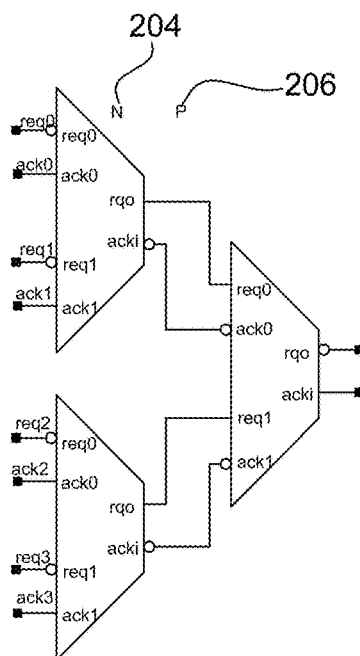 204
N
P
206
req0
req0
ack0
ack0
rqo
acki
req1
req1
ack1
ack1
req0
ack0
rqo
req1
acki
ack1
req2
req0
ack2
ack0
rqo
acki
req3
req1
ack3
ack1